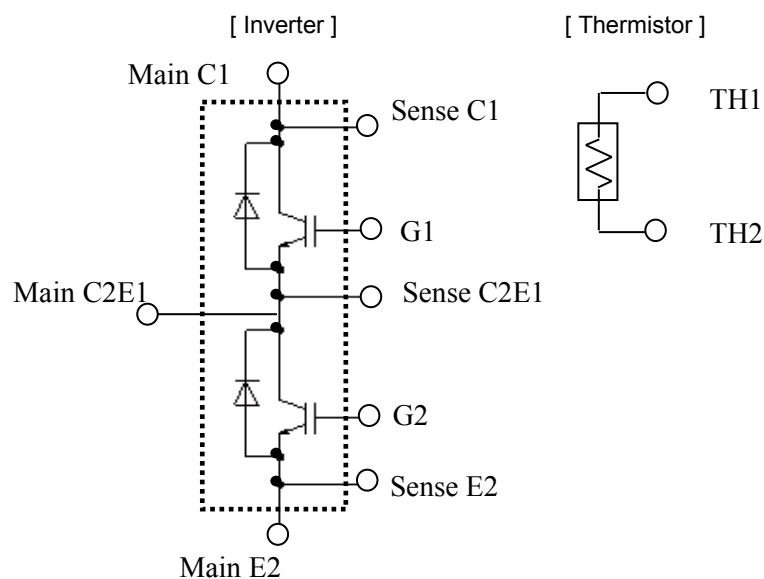 [ Inverter ]
[ Thermistor ]
Main C1
Sense C1
TH1
G1
TH2
Main C2E1
Sense C2E1
G2
Sense E2
Main E2